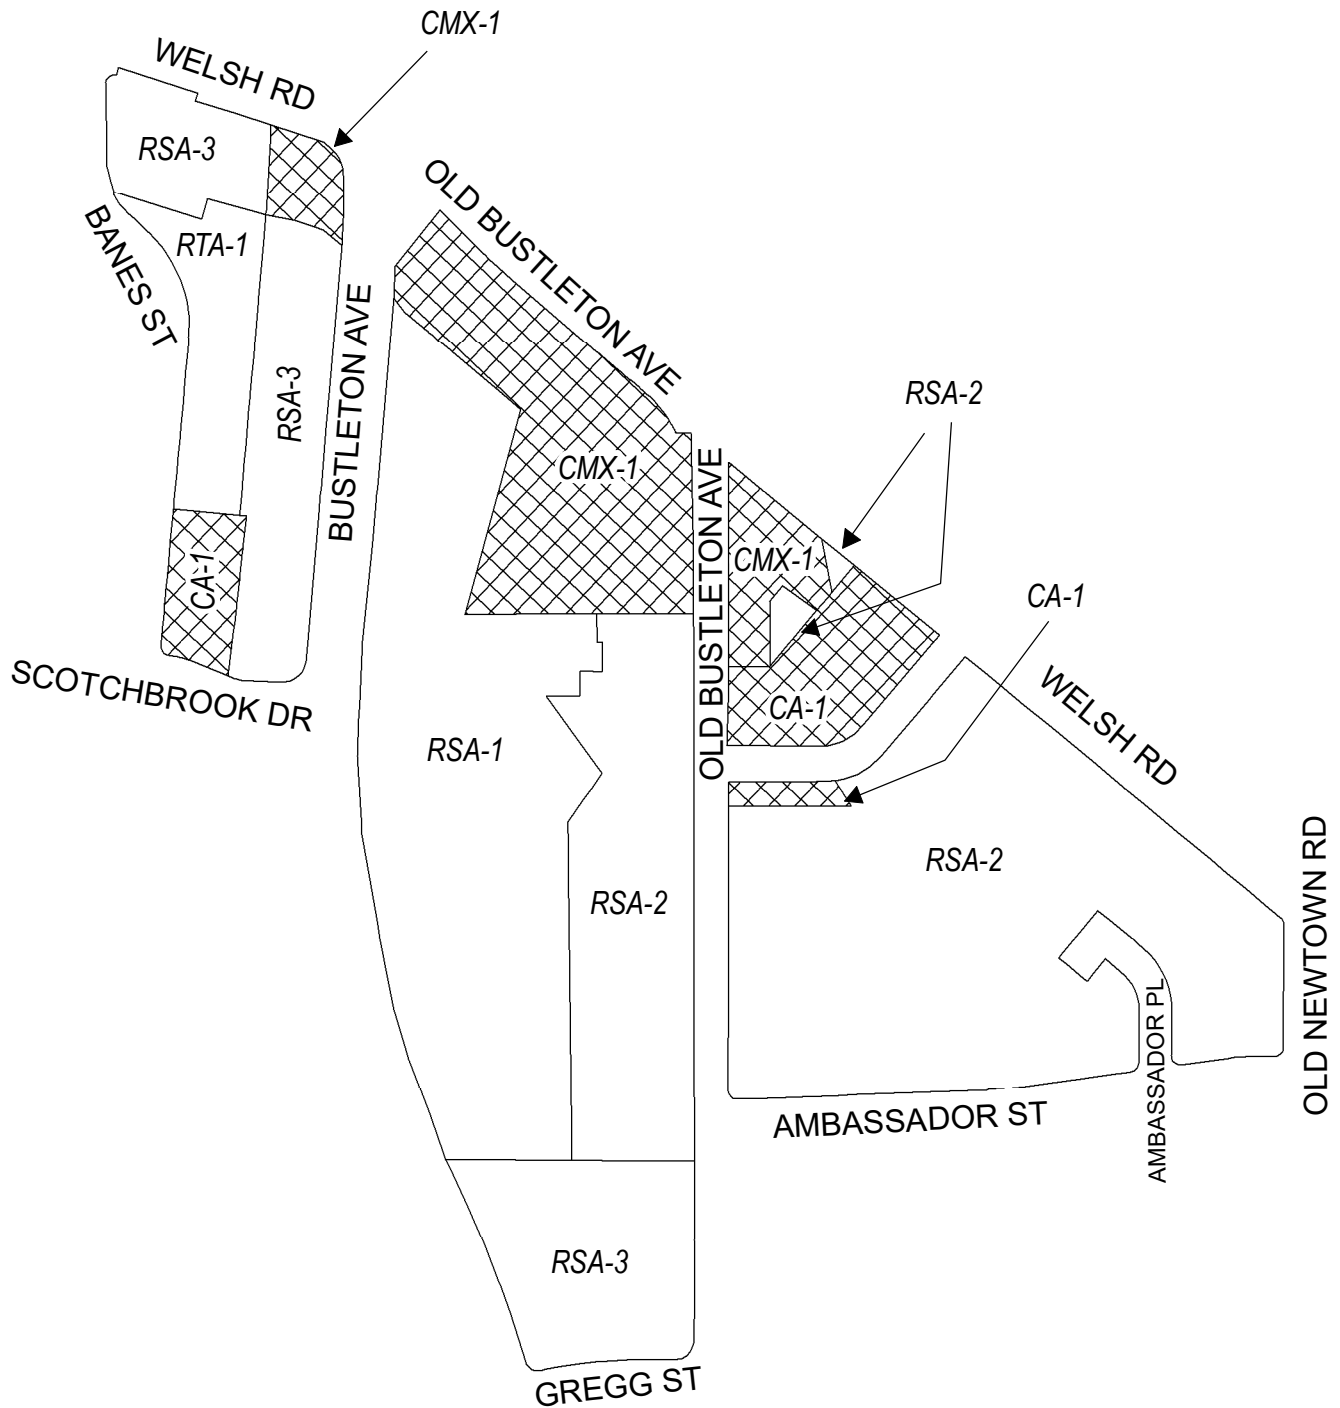 CMX-1
WELSH RD
RSA-3
OLD BUSTLETON AVE
BANES ST
RTA-1
BUSTLETON AVE
RSA-3
RSA-2
CMX-1
OLD BUSTLETON AVE
CMX-1
CA-1
CA-1
SCOTCHBROOK DR
CA-1
WELSH RD
RSA-1
RSA-2
RSA-2
OLD NEWTOWN RD
AMBASSADOR PL
AMBASSADOR ST
RSA-3
GREGG ST